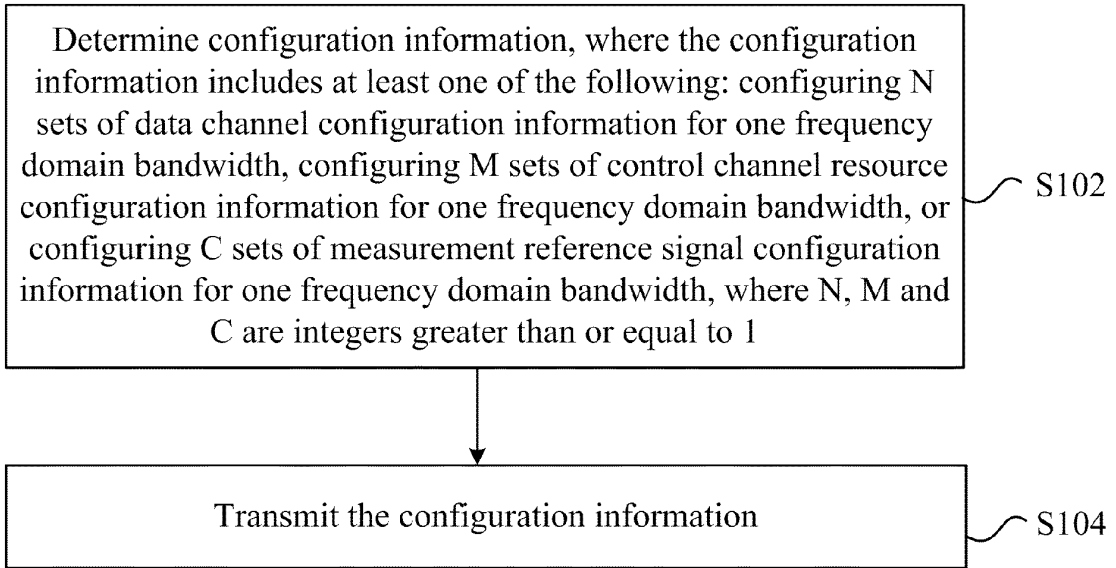 Determine configuration information, where the configuration
information includes at least one of the following: configuring N
sets of data channel configuration information for one frequency
domain bandwidth, configuring M sets of control channel resource
configuration information for one frequency domain bandwidth, or
configuring C sets of measurement reference signal configuration
information for one frequency domain bandwidth, where N, M and
C are integers greater than or equal to 1
S102
Transmit the configuration information
S104